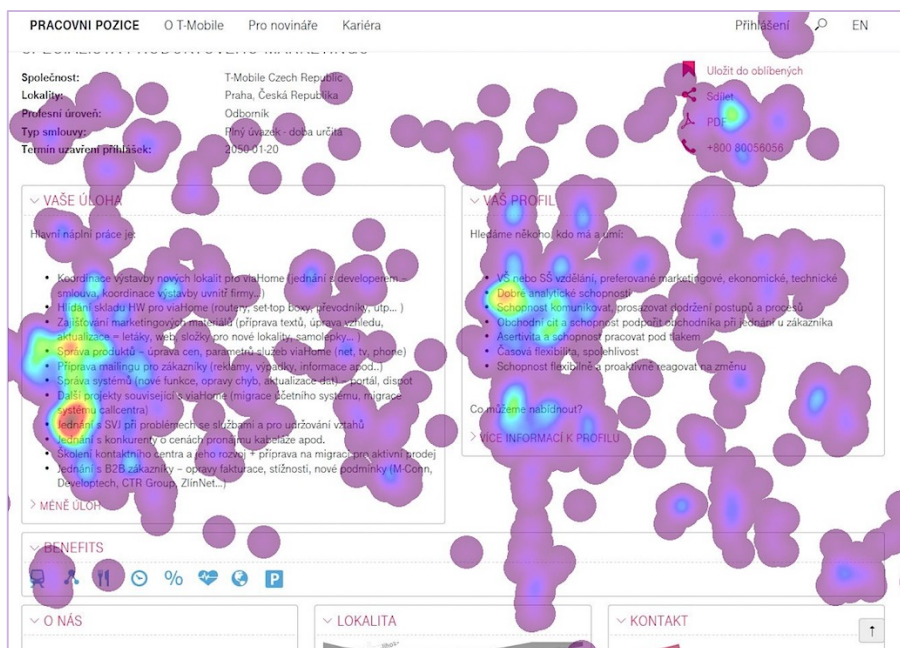 PRACOVNI POZICE O T-Mobile Pro novináře Kariéra Přihlášení EN
SPECIALISTA PRODUKTOVÉHO MARKETINGU
Společnost: T-Mobile Czech Republic
Lokality: Praha, Česká Republika
Profesní úroveň: Odborník
Typ smlouvy: Plný úvazek - doba určitá
Termín uzavření přihlášek: 2050-01-20
Uložit do oblíbených
Sdílet
PDF
+800 80056056
VAŠE ÚLOHA
Hlavní náplní práce je:
Koordinace výstavby nových lokalit pro viaHome (jednání s developerem –
smlouva, koordinace výstavby uvnitř firmy...)
Hlídání skladu HW pro viaHome (routery, set-top boxy, převodníky, utp... )
Zajišťování marketingových materiálů (příprava textů, úprava vzhledu,
aktualizace = letáky, web, složky pro nové lokality, samolepky... )
Správa produktů – úprava cen, parametrů služeb viaHome (net, tv, phone)
Příprava mailingu pro zákazníky (reklamy, výpadky, informace apod..)
Správa systémů (nové funkce, opravy chyb, aktualizace dat) – portál, dispot
Další projekty související s viaHome (migrace účetního systému, migrace
systému callcentra)
Jednání s SVJ při problémech se službami a pro udržování vztahů
Jednání s konkurenty o cenách pronájmu kabeláže apod.
Školení kontaktního centra a jeho rozvoj + příprava na migraci pro aktivní prodej
Jednání s B2B zákazníky – opravy fakturace, stížnosti, nové podmínky (M-Conn,
Developtech, CTR Group, ZlínNet...)
MÉNĚ ÚLOH
VÁŠ PROFIL
Hledáme někoho, kdo má a umí:
VŠ nebo SŠ vzdělání, preferované marketingové, ekonomické, technické
Dobré analytické schopnosti
Schopnost komunikovat, prosazovat dodržení postupů a procesů
Obchodní cit a schopnost podpořit obchodníka při jednání u zákazníka
Asertivita a schopnost pracovat pod tlakem
Časová flexibilita, spolehlivost
Schopnost flexibilně a proaktivně reagovat na změnu
Co můžeme nabídnout?
VÍCE INFORMACÍ K PROFILU
BENEFITS
%
P
O NÁS
LOKALITA
KONTAKT